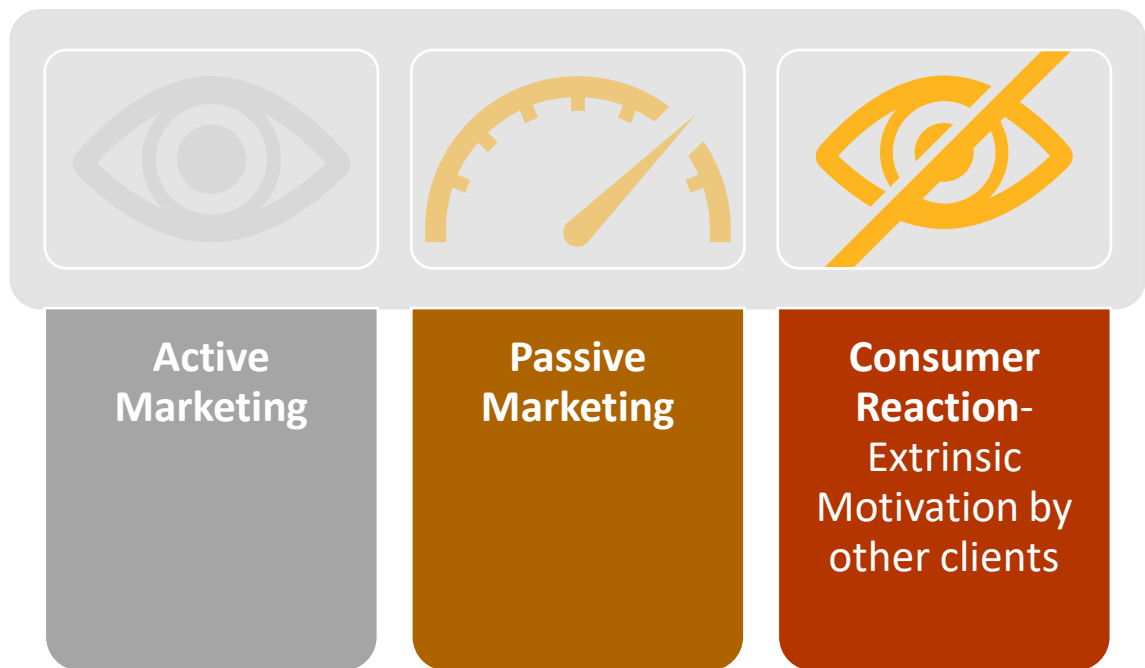 Active
Marketing
Passive
Marketing
Consumer
Reaction-
Extrinsic
Motivation by
other clients